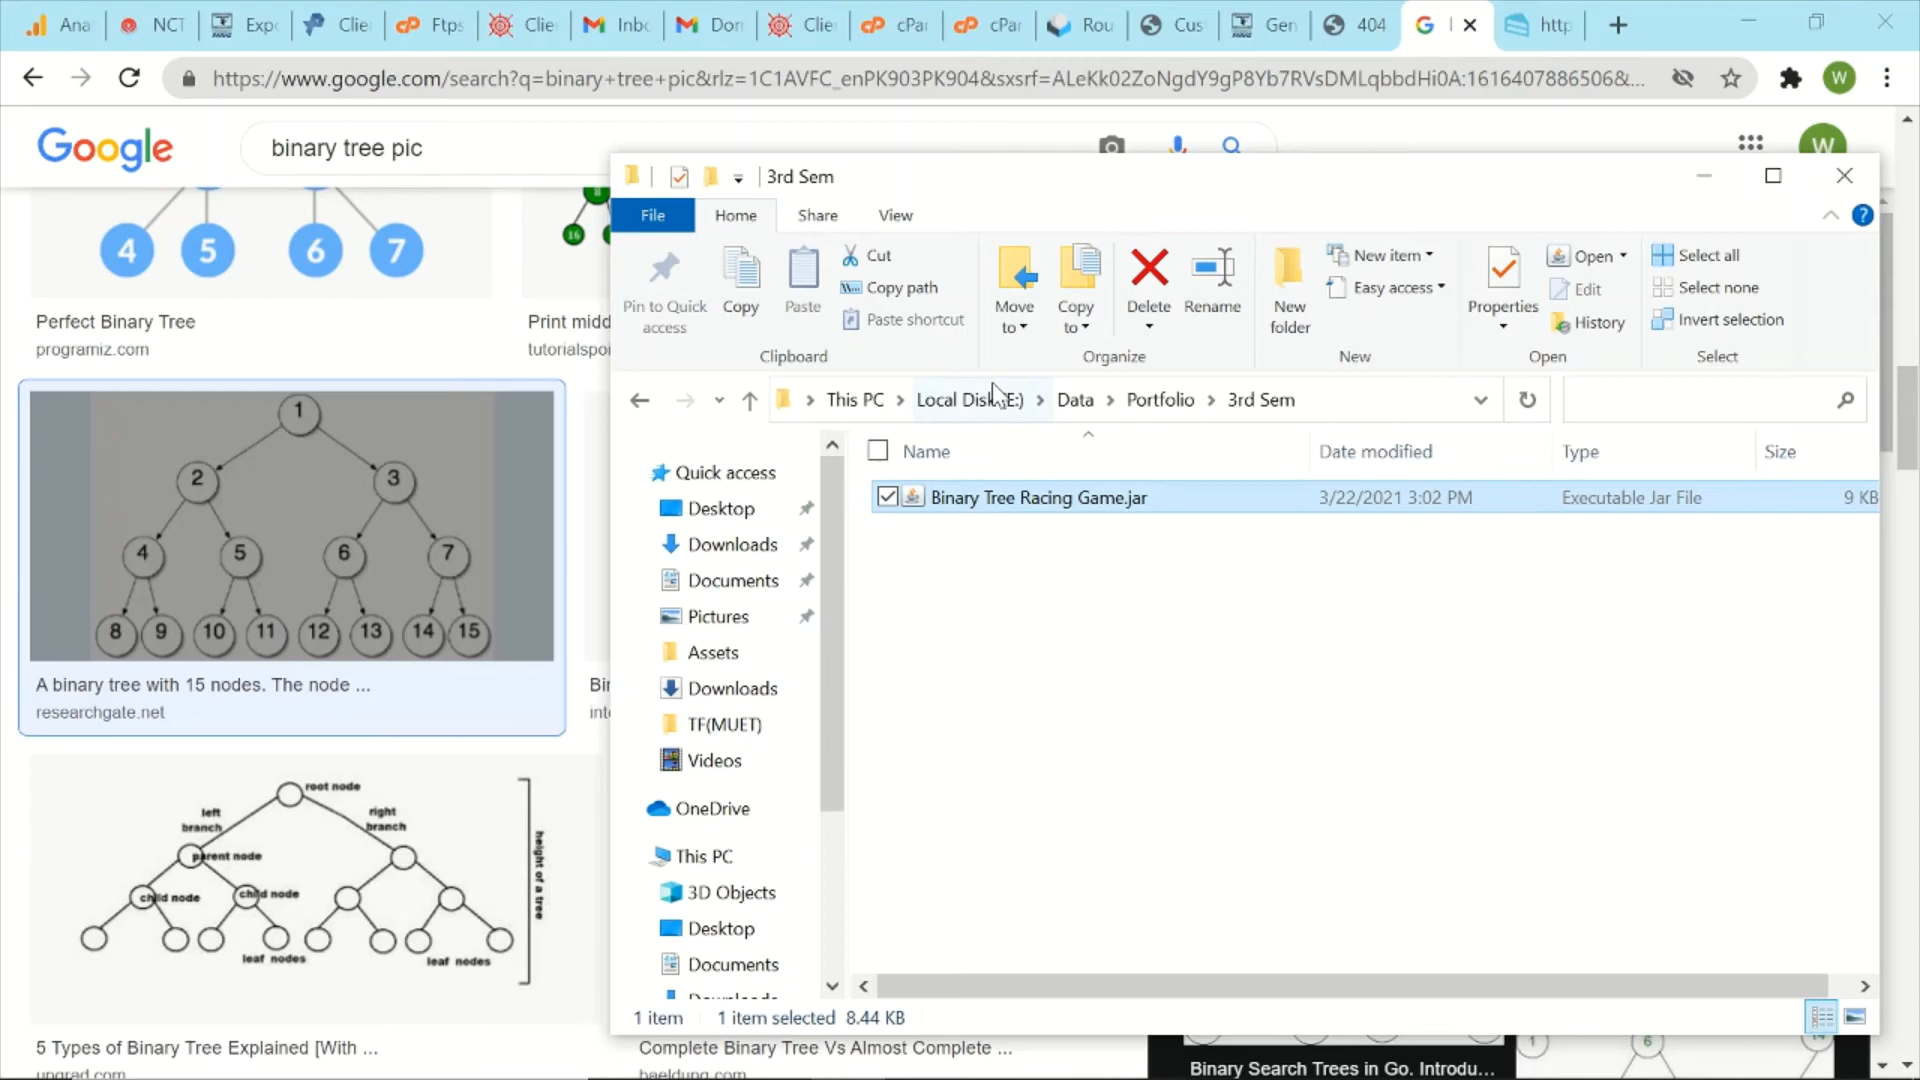 Ana
NCT
Exp
Clie
Ftps
Clie
Inbo
Don
Clie
cPar
cPar
Rou
Cus
Gen
404
http
https://www.google.com/search?q=binary+tree+pic&rlz=1C1AVFC_enPK903PK904&sxsrf=ALeKk02ZoNgdY9gP8Yb7RVsDMLqbbdHi0A:1616407886506&...
W
Google
binary tree pic
W
4 5 6 7
Perfect Binary Tree
programiz.com
16
Print midd
tutorialspoi
1
2 3
4 5 6 7
8 9 10 11 12 13 14 15
A binary tree with 15 nodes. The node ...
researchgate.net
Bin
inte
root node
left branch
right branch
parent node
child node
child node
leaf nodes
leaf nodes
height of a tree
5 Types of Binary Tree Explained [With ...
upgrad.com
Complete Binary Tree Vs Almost Complete ...
baeldung.com
Binary Search Trees in Go. Introdu...
1
6
14
3rd Sem
File Home Share View
Pin to Quick access
Copy
Paste
Cut
Copy path
Paste shortcut
Clipboard
Move to
Copy to
Delete
Rename
Organize
New folder
New item
Easy access
New
Properties
Open
Edit
History
Open
Select all
Select none
Invert selection
Select
This PC > Local Disk (E:) > Data > Portfolio > 3rd Sem
Name Date modified Type Size
Binary Tree Racing Game.jar 3/22/2021 3:02 PM Executable Jar File 9 KB
Quick access
Desktop
Downloads
Documents
Pictures
Assets
Downloads
TF(MUET)
Videos
OneDrive
This PC
3D Objects
Desktop
Documents
Downloads
1 item 1 item selected 8.44 KB